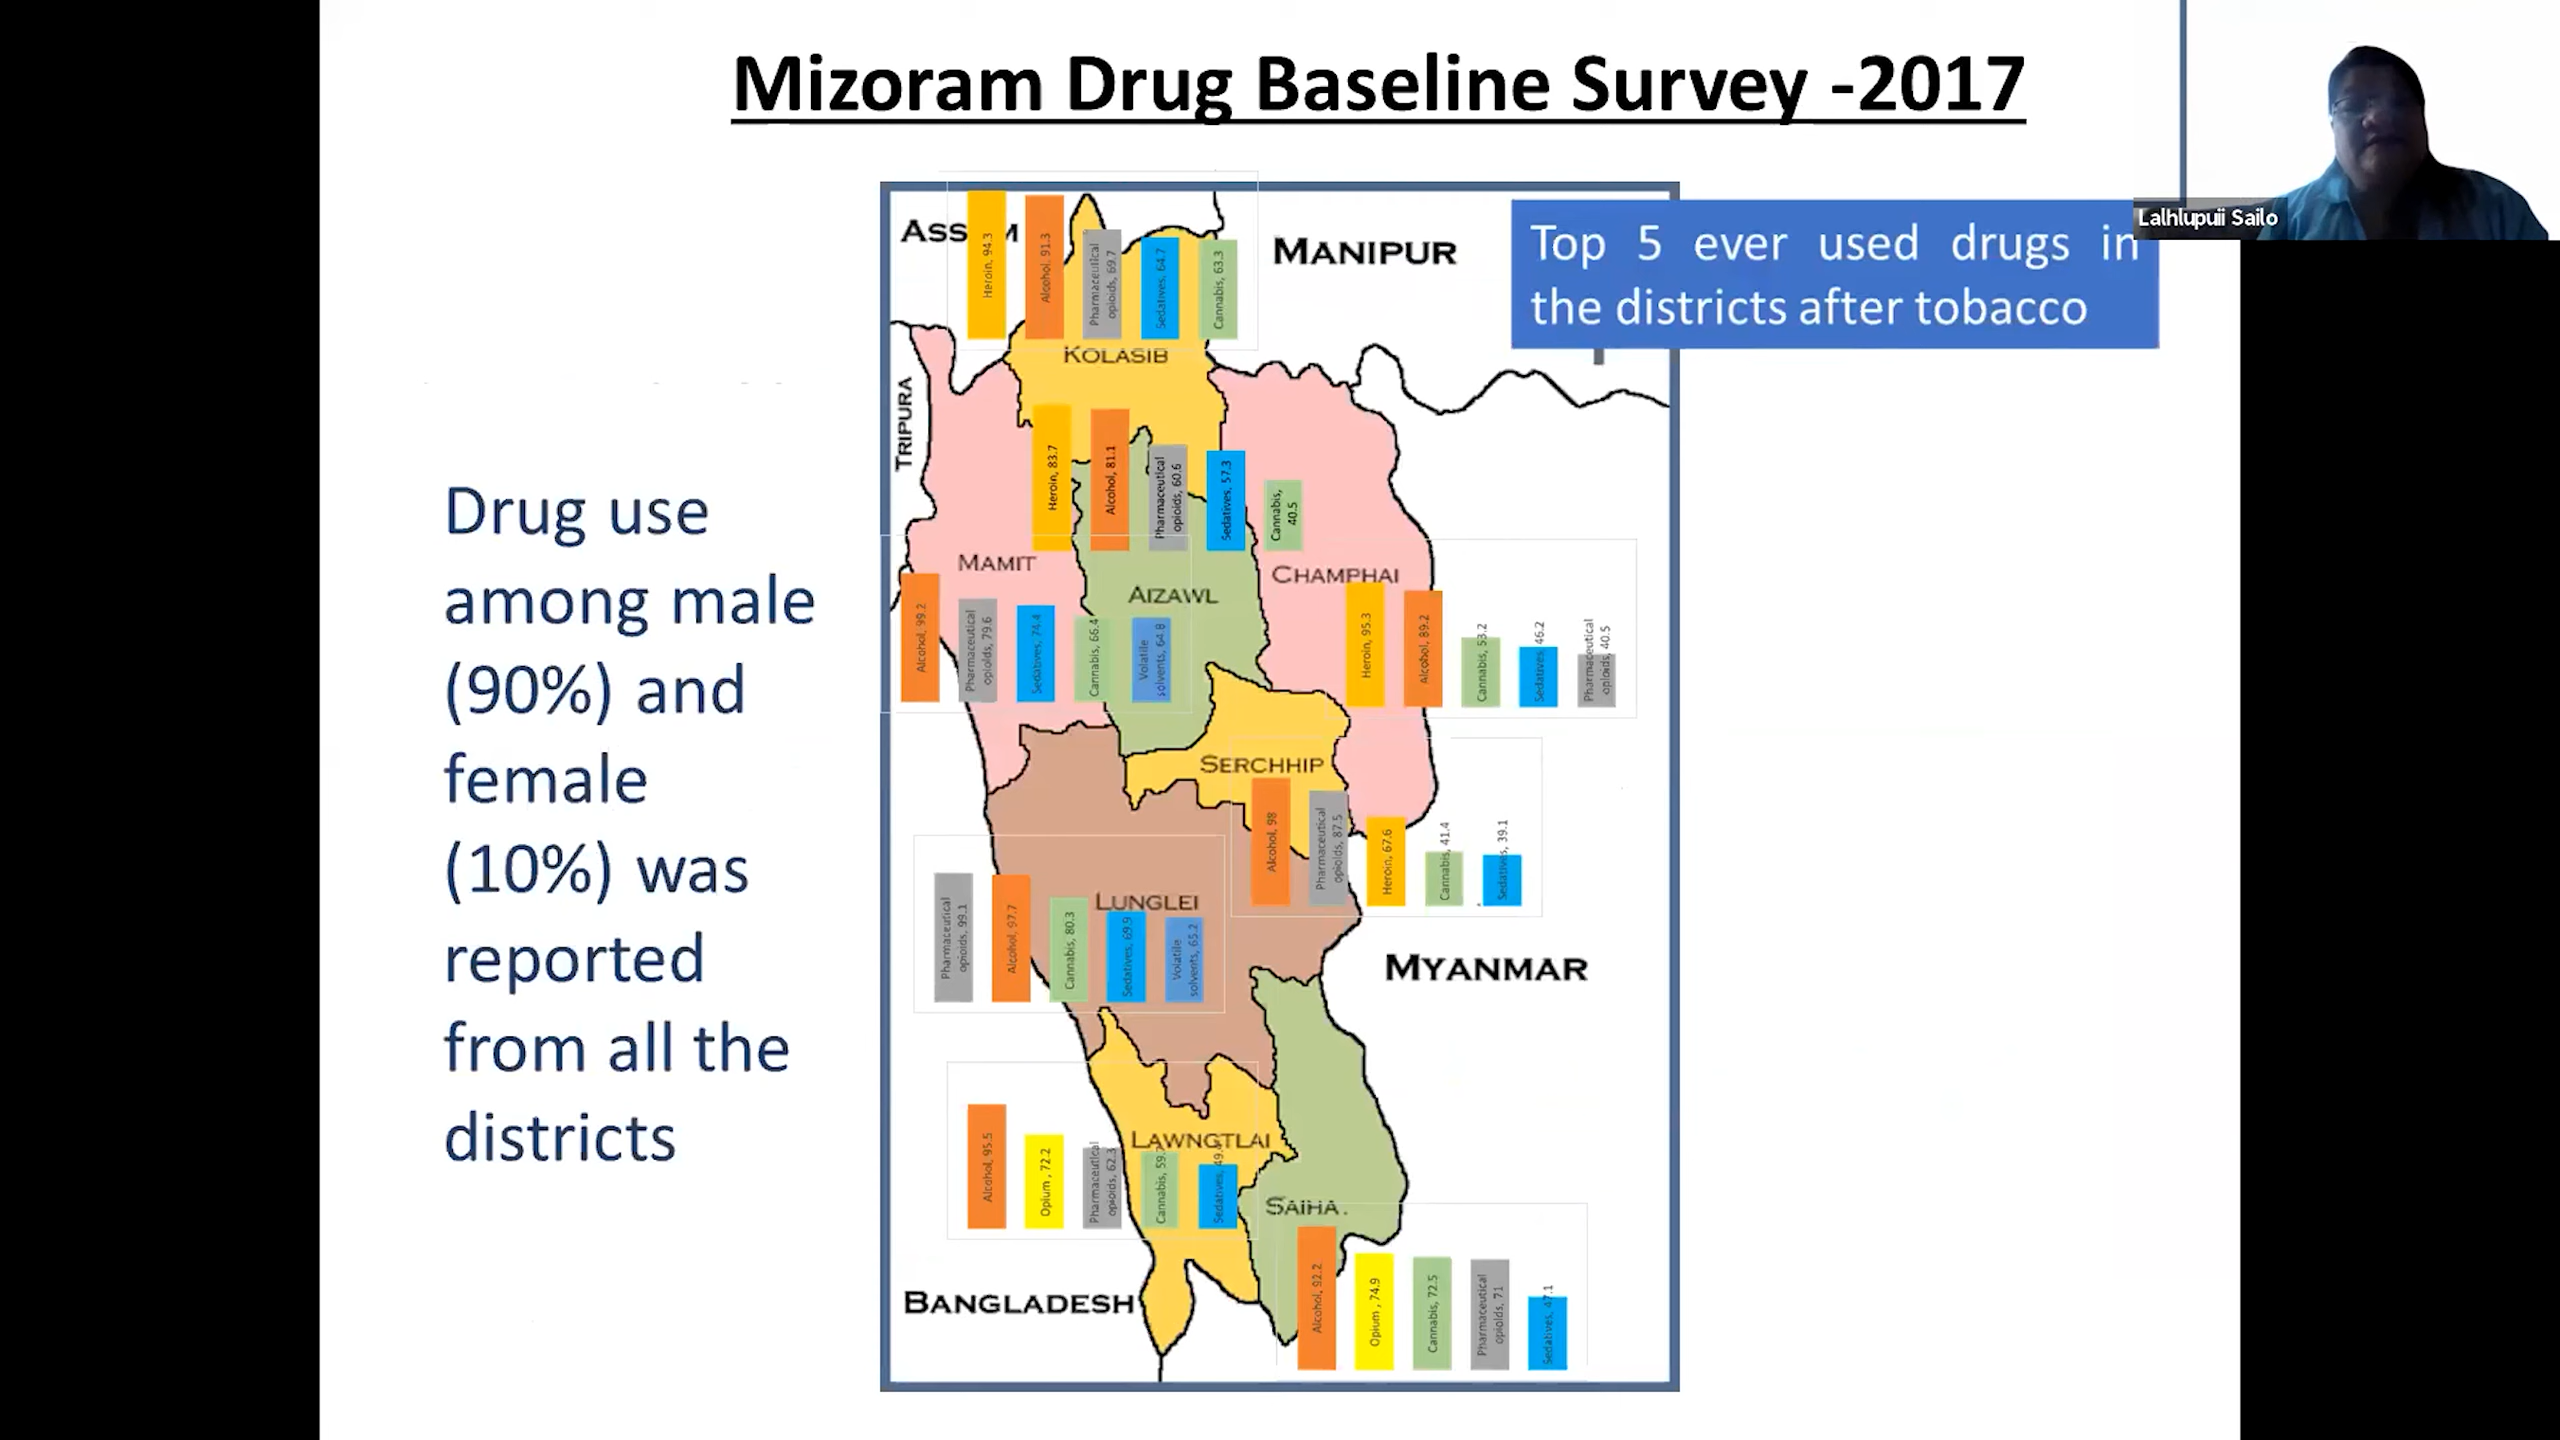 Mizoram Drug Baseline Survey -2017
Lalhlupuii Sailo
Top 5 ever used drugs in
the districts after tobacco
Drug use
among male
(90%) and
female
(10%) was
reported
from all the
districts
ASSAM
MANIPUR
TRIPURA
Heroin, 94.3
Alcohol, 91.3
Pharmaceutical
opioids, 69.7
Sedatives, 64.7
Cannabis, 63.3
KOLASIB
Heroin, 83.7
Alcohol, 81.1
Pharmaceutical
opioids, 60.6
Sedatives, 57.3
Cannabis,
40.5
MAMIT
AIZAWL
CHAMPHAI
Alcohol, 99.2
Pharmaceutical
opioids, 79.6
Sedatives, 74.4
Cannabis, 66.4
Volatile
solvents, 64.8
Heroin, 95.3
Alcohol, 89.2
Cannabis, 53.2
Sedatives, 46.2
Pharmaceutical
opioids, 40.5
SERCHHIP
Alcohol, 98
Pharmaceutical
opioids, 87.5
Heroin, 67.6
Cannabis, 41.4
Sedatives, 39.1
LUNGLEI
Pharmaceutical
opioids, 99.1
Alcohol, 97.7
Cannabis, 80.3
Sedatives, 69.9
Volatile
solvents, 65.2
MYANMAR
LAWNGTLAI
Alcohol, 95.5
Opium , 72.2
Pharmaceutical
opioids, 62.3
Cannabis,
Sedatives,
SAIHA
Alcohol, 92.2
Opium , 74.9
Cannabis, 72.5
Pharmaceutical
opioids, 71
Sedatives, 47.1
BANGLADESH